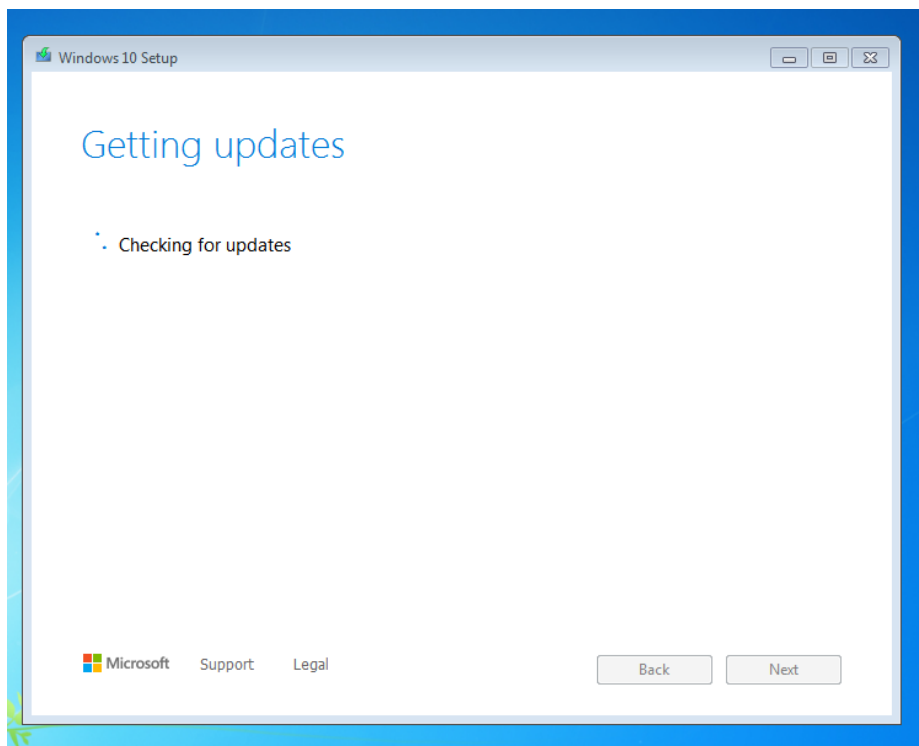 Windows 10 Setup
Getting updates
Checking for updates
Microsoft Support Legal
Back Next